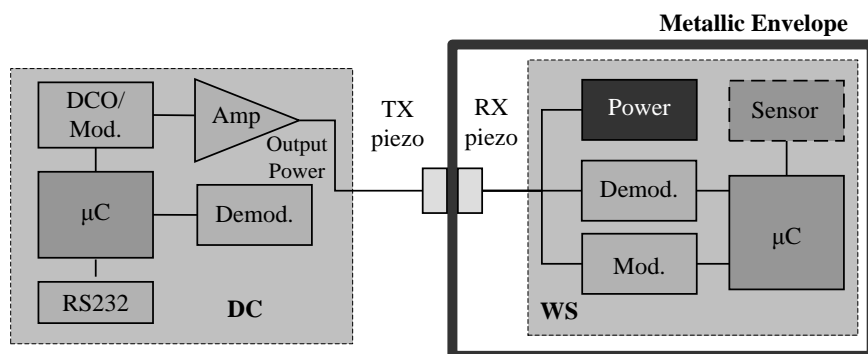 Metallic Envelope
DCO/
Mod.
Amp
Output
Power
TX
piezo
RX
piezo
Power
Sensor
μC
Demod.
Demod.
μC
Mod.
RS232
DC
WS